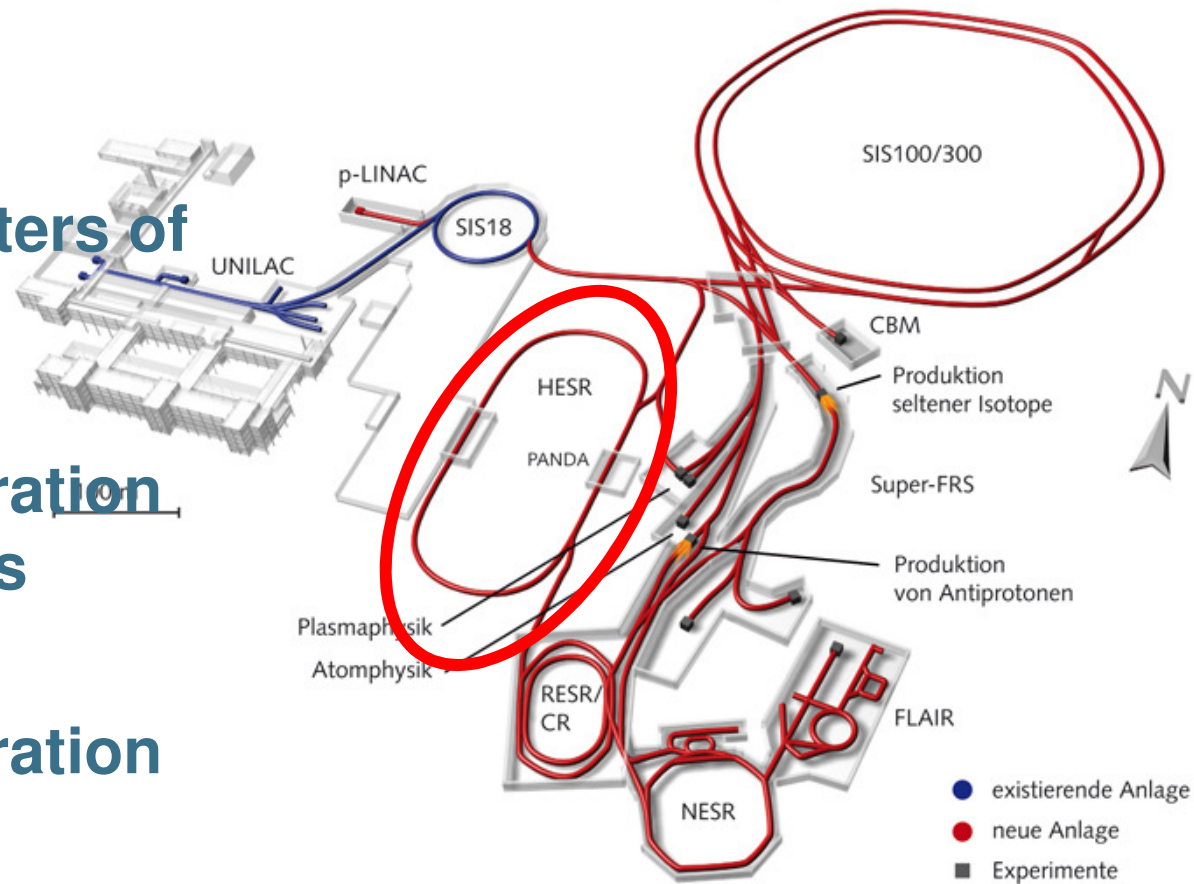 SIS100/300
p-LINAC
ters of
SIS18
UNILAC
CBM
Produktion
seltener Isotope
N
HESR
PANDA
ration
Super-FRS
s
Produktion
von Antiprotonen
Plasmaphysik
Atomphysik
RESR/
CR
FLAIR
ration
NESR
existierende Anlage
neue Anlage
Experimente